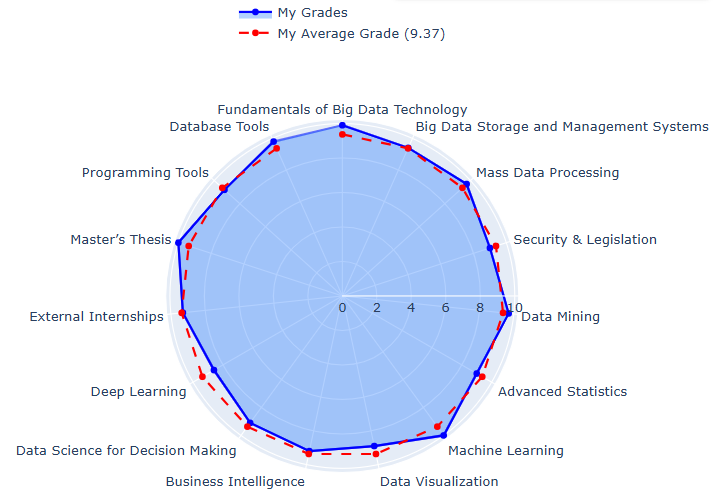 My Grades
My Average Grade (9.37)
Fundamentals of Big Data Technology
Database Tools
Big Data Storage and Management Systems
Programming Tools
Mass Data Processing
Master’s Thesis
Security & Legislation
0 2 4 6 8 10
External Internships
Data Mining
Deep Learning
Advanced Statistics
Data Science for Decision Making
Machine Learning
Business Intelligence
Data Visualization